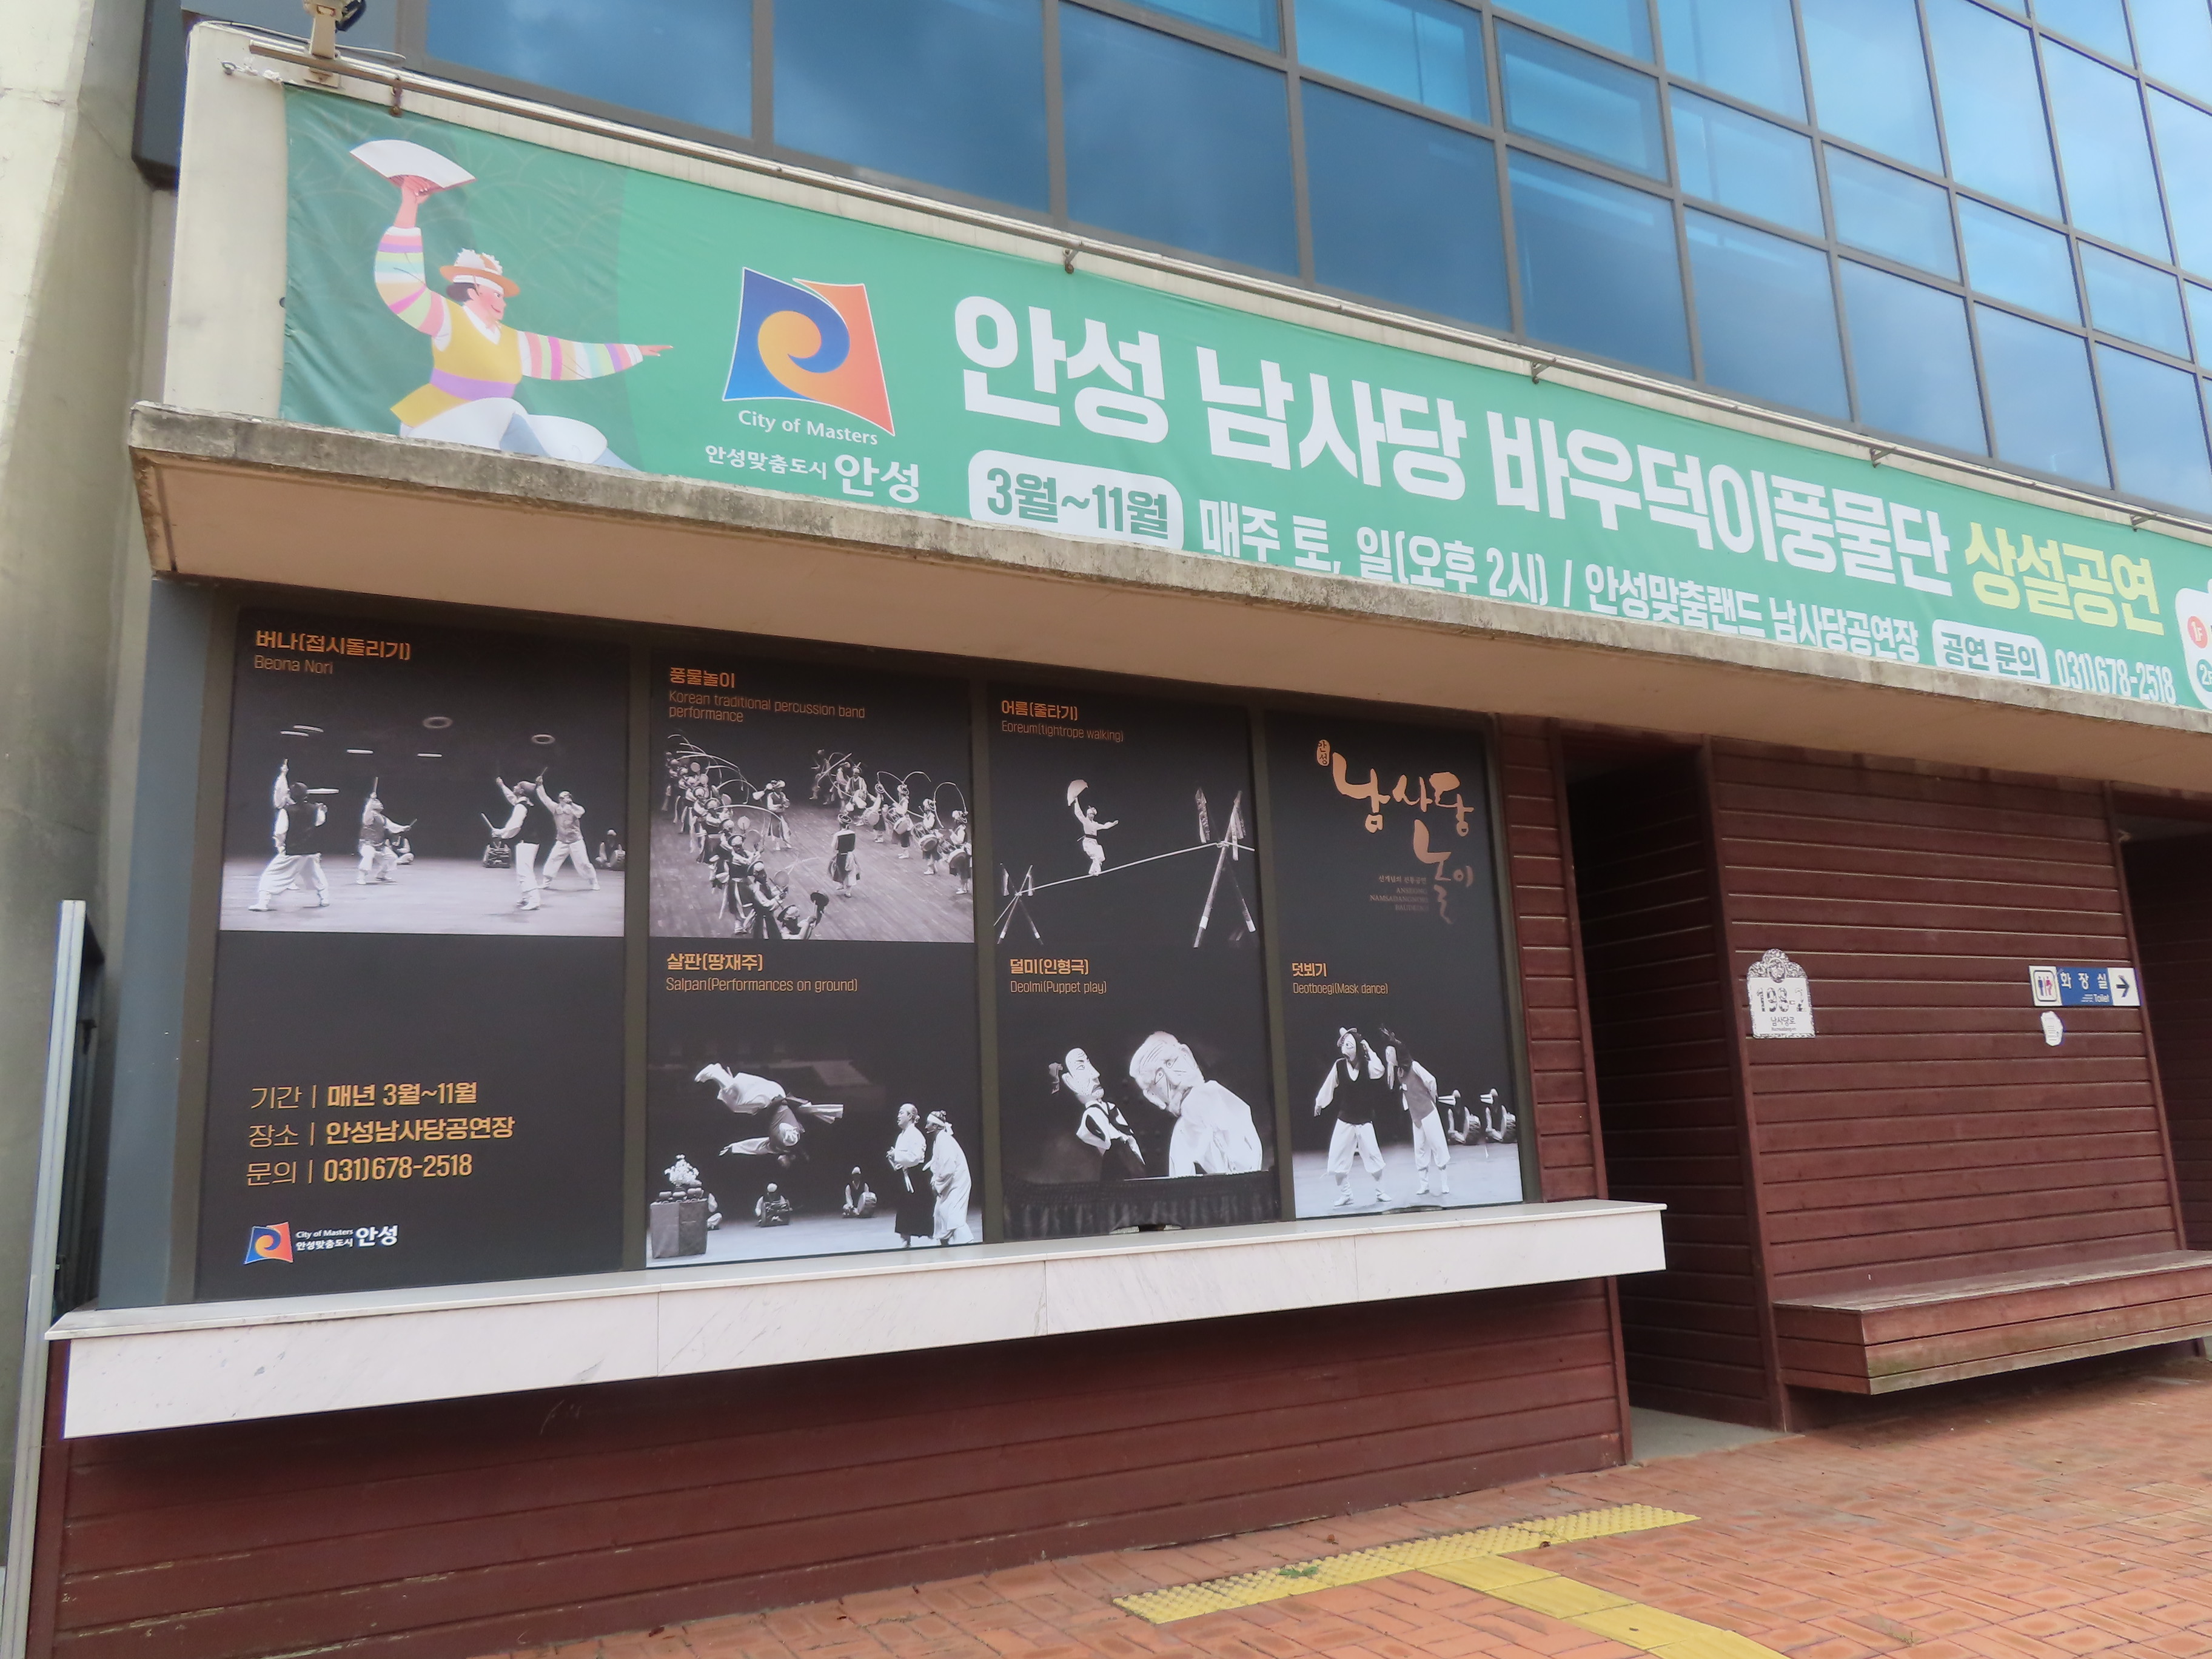 City of Masters
안성맞춤도시 안성
안성 남사당 바우덕이풍물단 상설공연
3월~11월 매주 토, 일(오후 2시) / 안성맞춤랜드 남사당공연장 공연 문의 031)678-2518
1F
버나(접시돌리기)
Beona Nori
풍물놀이
Korean traditional percussion band
performance
어름(줄타기)
Eoreum(tightrope walking)
안성
남사당
놀이
살판(땅재주)
Salpan(Performances on ground)
덜미(인형극)
Deolmi(Puppet play)
덧뵈기
Deotboegi(Mask dance)
기간 | 매년 3월~11월
장소 | 안성남사당공연장
문의 | 031)678-2518
City of Masters
안성맞춤도시 안성
198-2
남사당로
화장실
Toilet